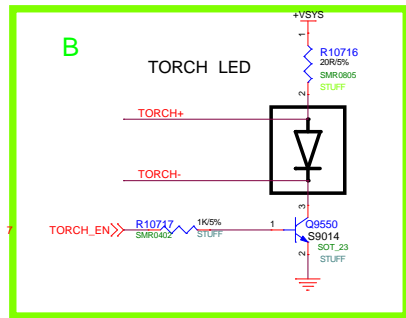 +VSYS
B
TORCH LED
1
R10716
20R/5%
SMR0805
STUFF
2
TORCH+
TORCH-
3
7
TORCH_EN
R10717
1K/5%
SMR0402
STUFF
1
Q9550
S9014
SOT_23
2
STUFF